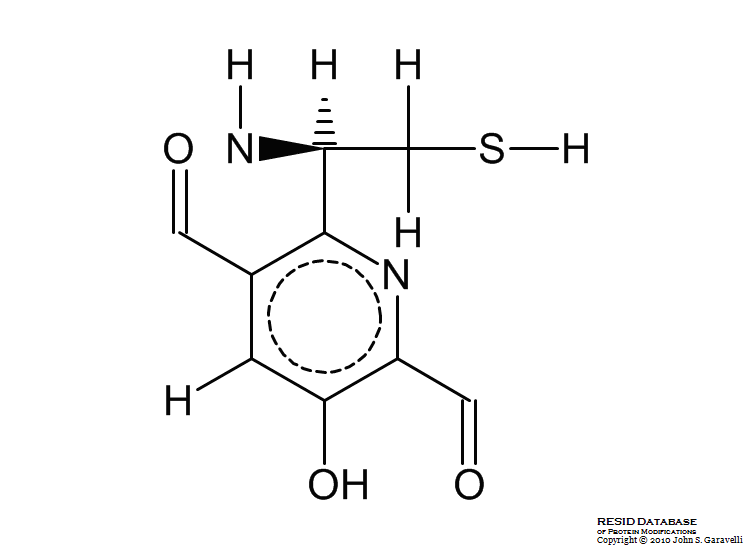 H H H
O N S H
H
N
H
OH O
RESID DATABASE
of Protein Modifications
Copyright © 2010 John S. Garavelli